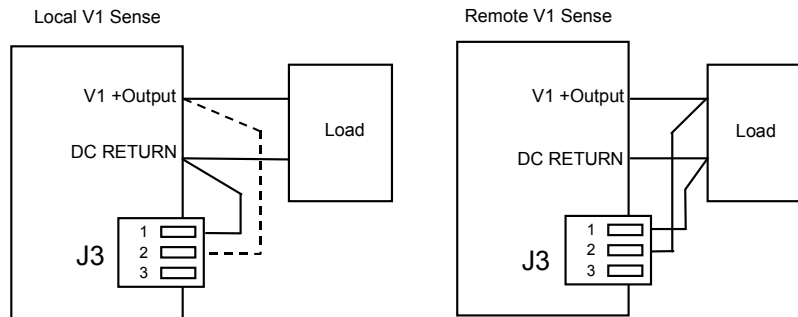 Local V1 Sense
V1 +Output
DC RETURN
Load
J3
1
2
3
Remote V1 Sense
V1 +Output
DC RETURN
Load
J3
1
2
3